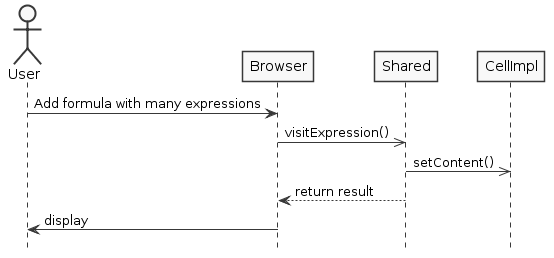 User
Browser
Shared
CellImpl
Add formula with many expressions
visitExpression()
setContent()
return result
display